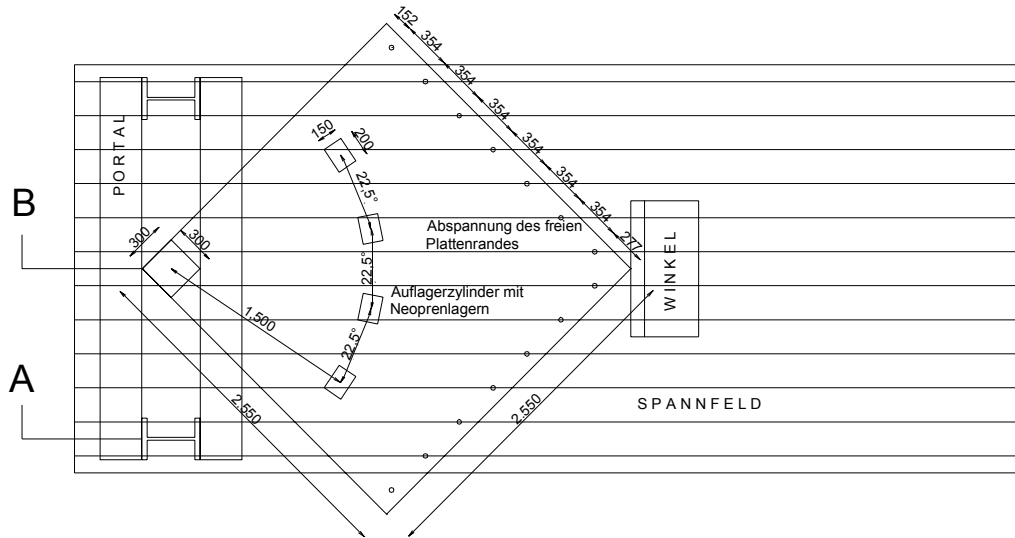 152
354
354
354
354
354
354
277
PORTAL
150
200
22,5°
B
300
300
Abspannung des freien
Plattenrandes
WINKEL
22,5°
Auflagerzylinder mit
Neoprenlagern
1,500
22,5°
A
2.550
2.550
SPANNFELD